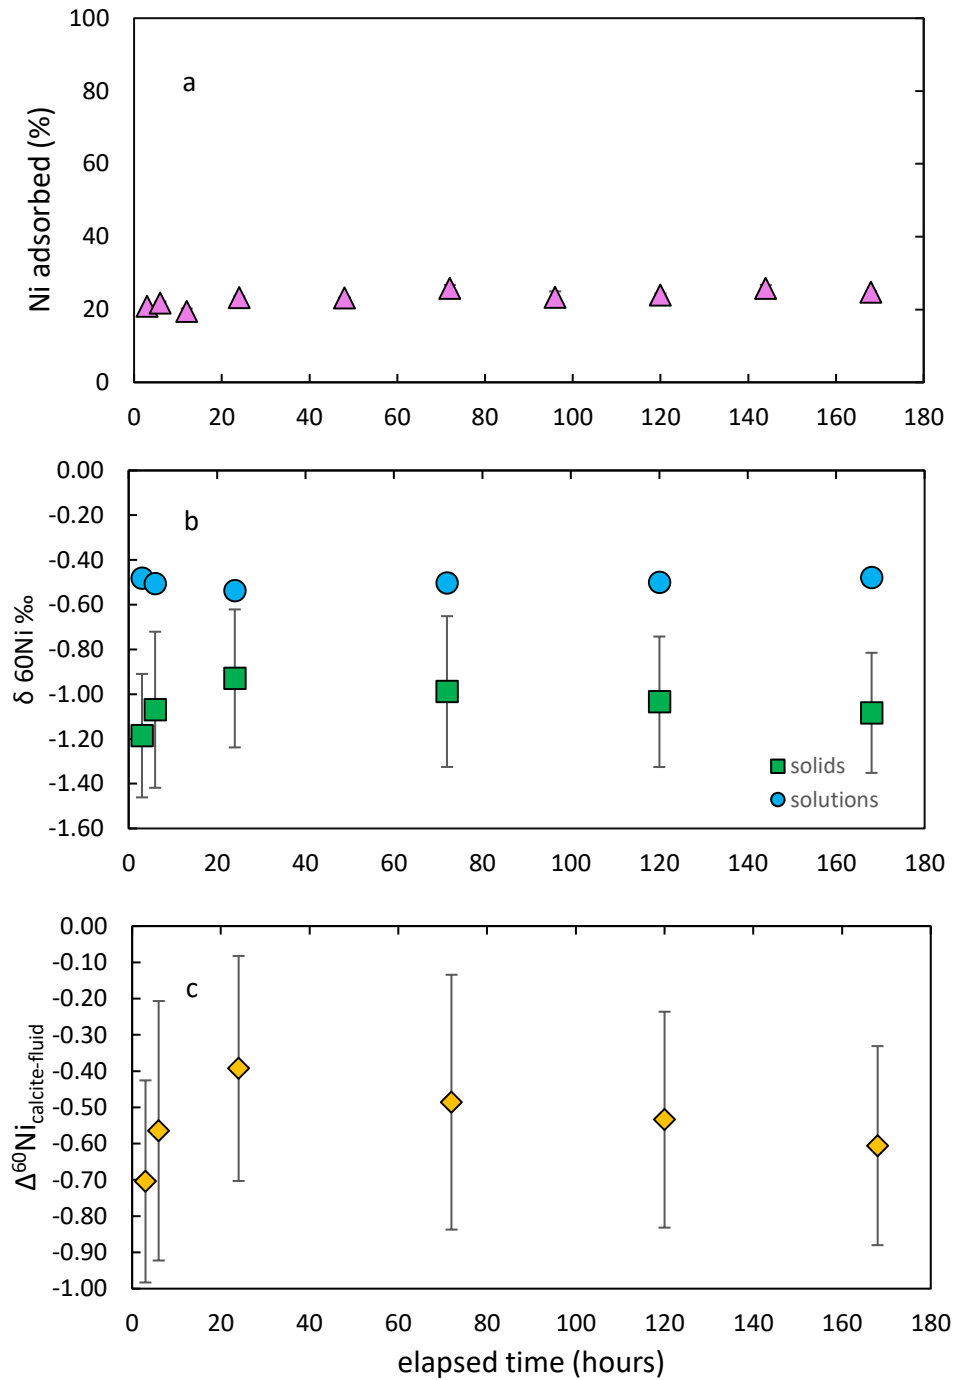 100
80
60
40
20
0
Ni adsorbed (%)
a
0 20 40 60 80 100 120 140 160 180
0.00
-0.20
-0.40
-0.60
-0.80
-1.00
-1.20
-1.40
-1.60
δ 60Ni ‰
b
solids
solutions
0 20 40 60 80 100 120 140 160 180
0.00
-0.10
-0.20
-0.30
-0.40
-0.50
-0.60
-0.70
-0.80
-0.90
-1.00
Δ⁶⁰Ni calcite-fluid
c
0 20 40 60 80 100 120 140 160 180
elapsed time (hours)